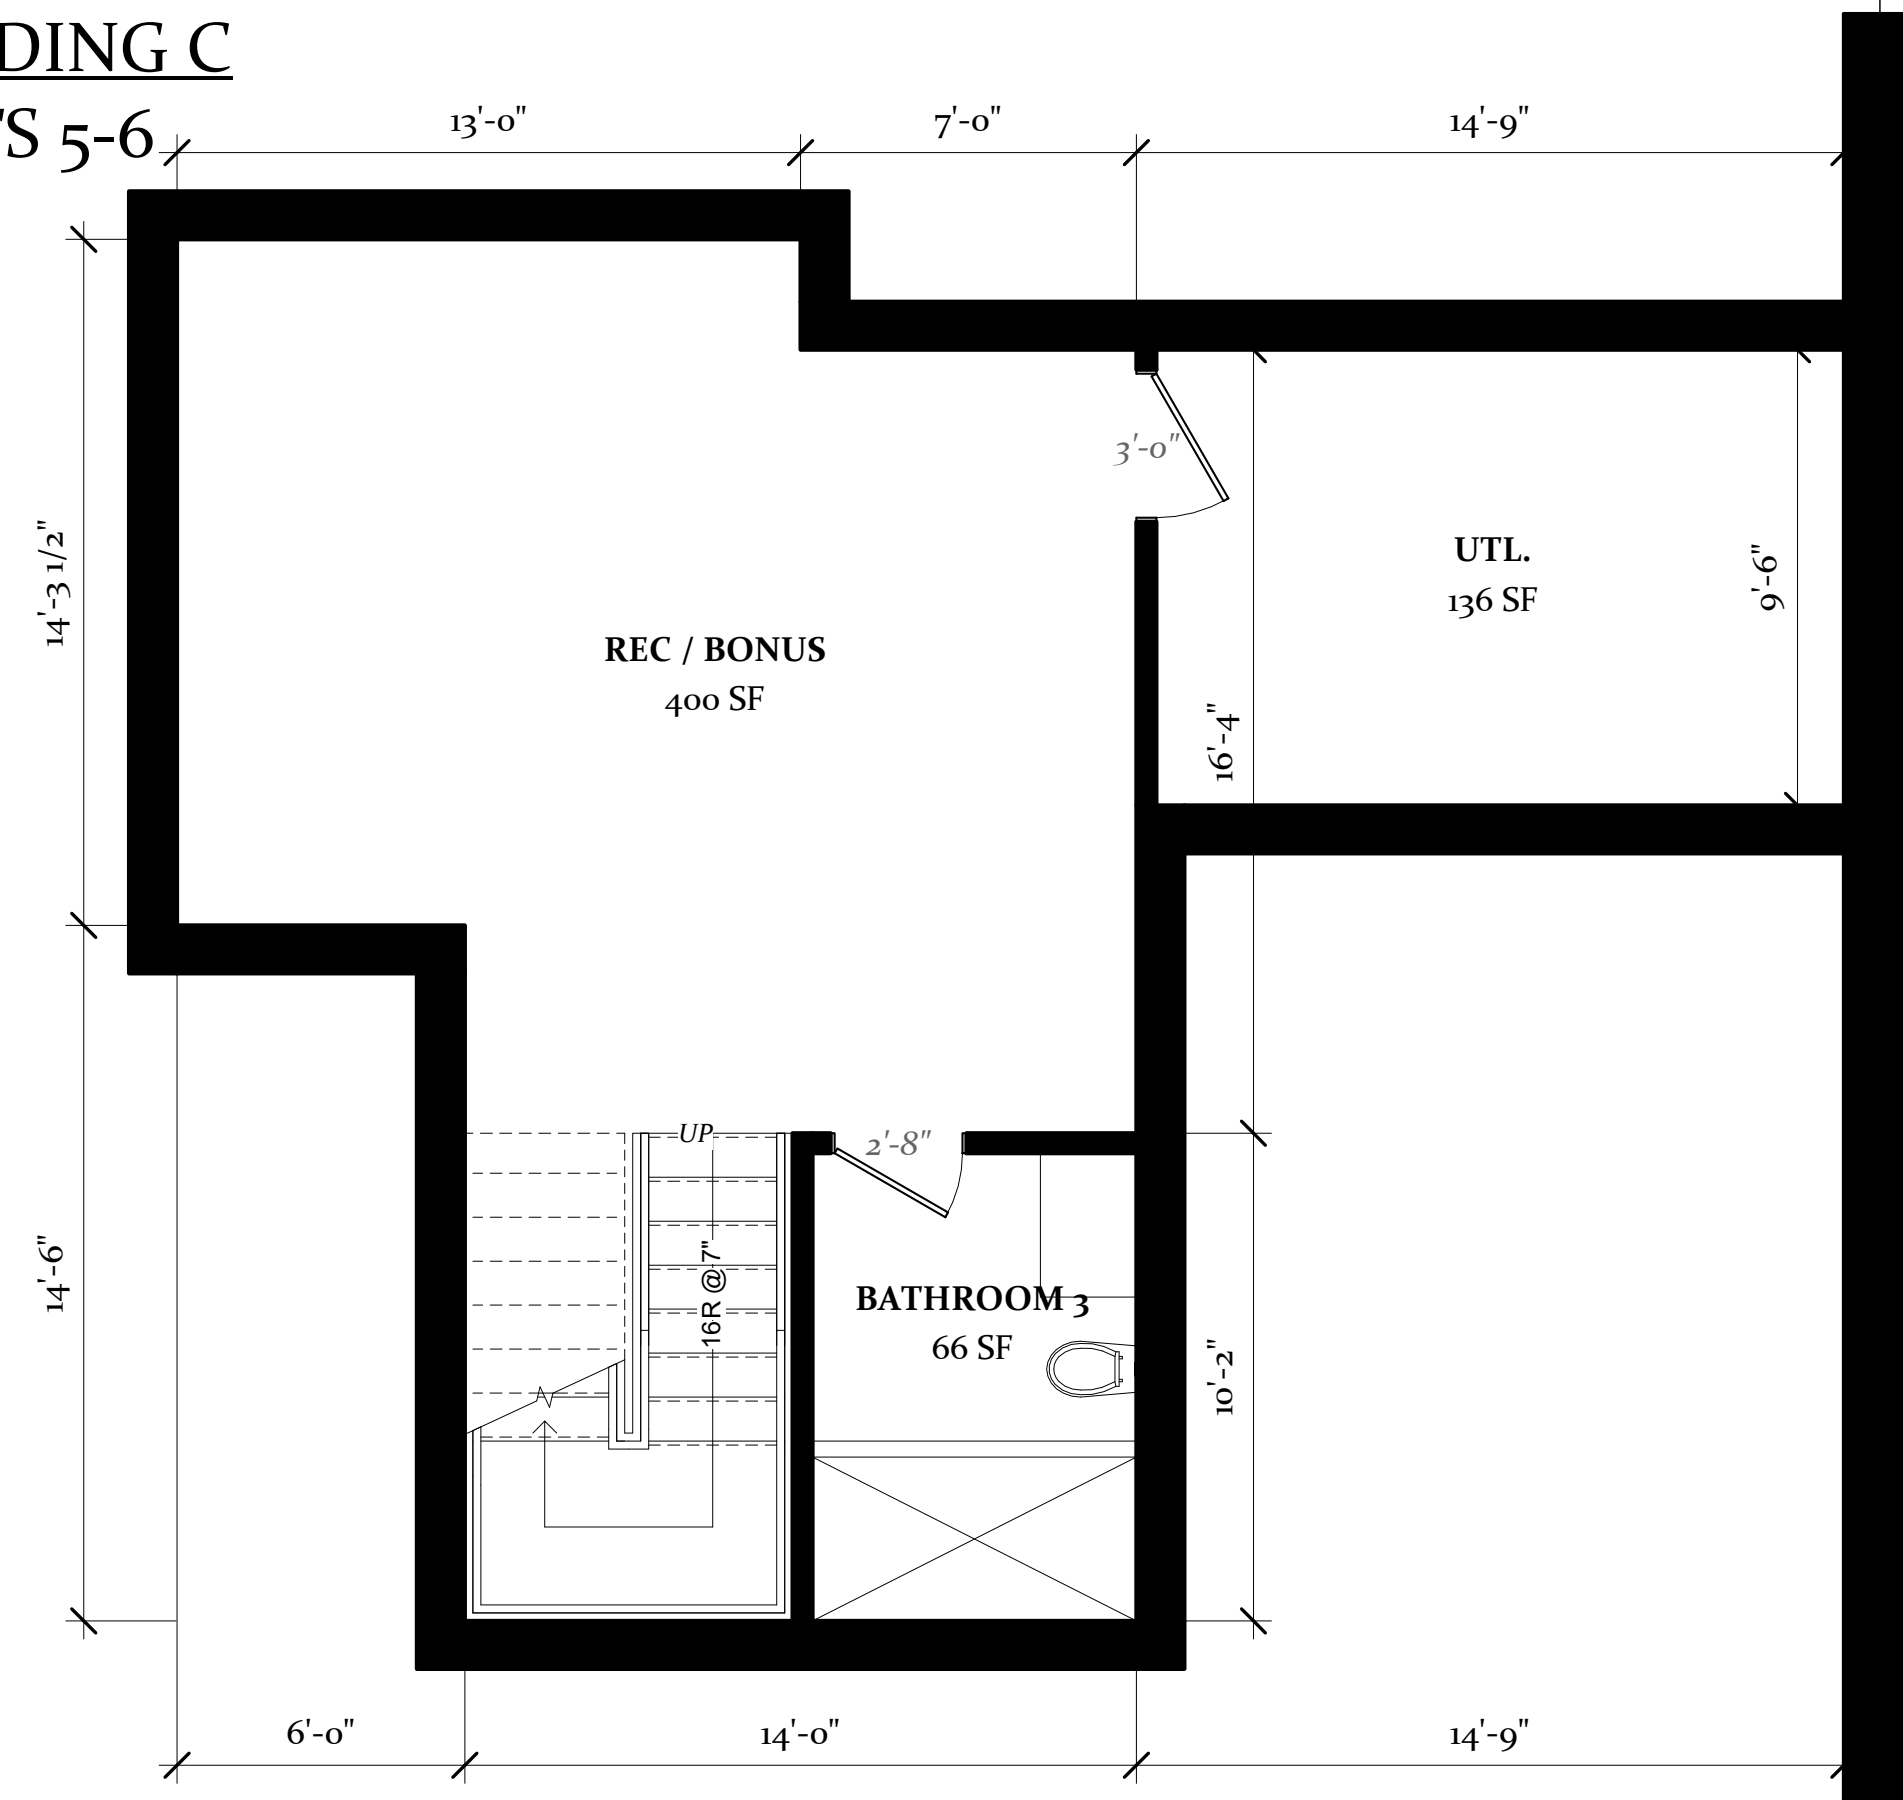 DING C
TS 5-6
13'-0"
7'-0"
14'-9"
3'-0"
14'-3 1/2"
UTL.
136 SF
9'-6"
REC / BONUS
400 SF
16'-4"
UP
2'-8"
16R @ 7"
14'-6"
BATHROOM 3
66 SF
10'-2"
6'-0"
14'-0"
14'-9"